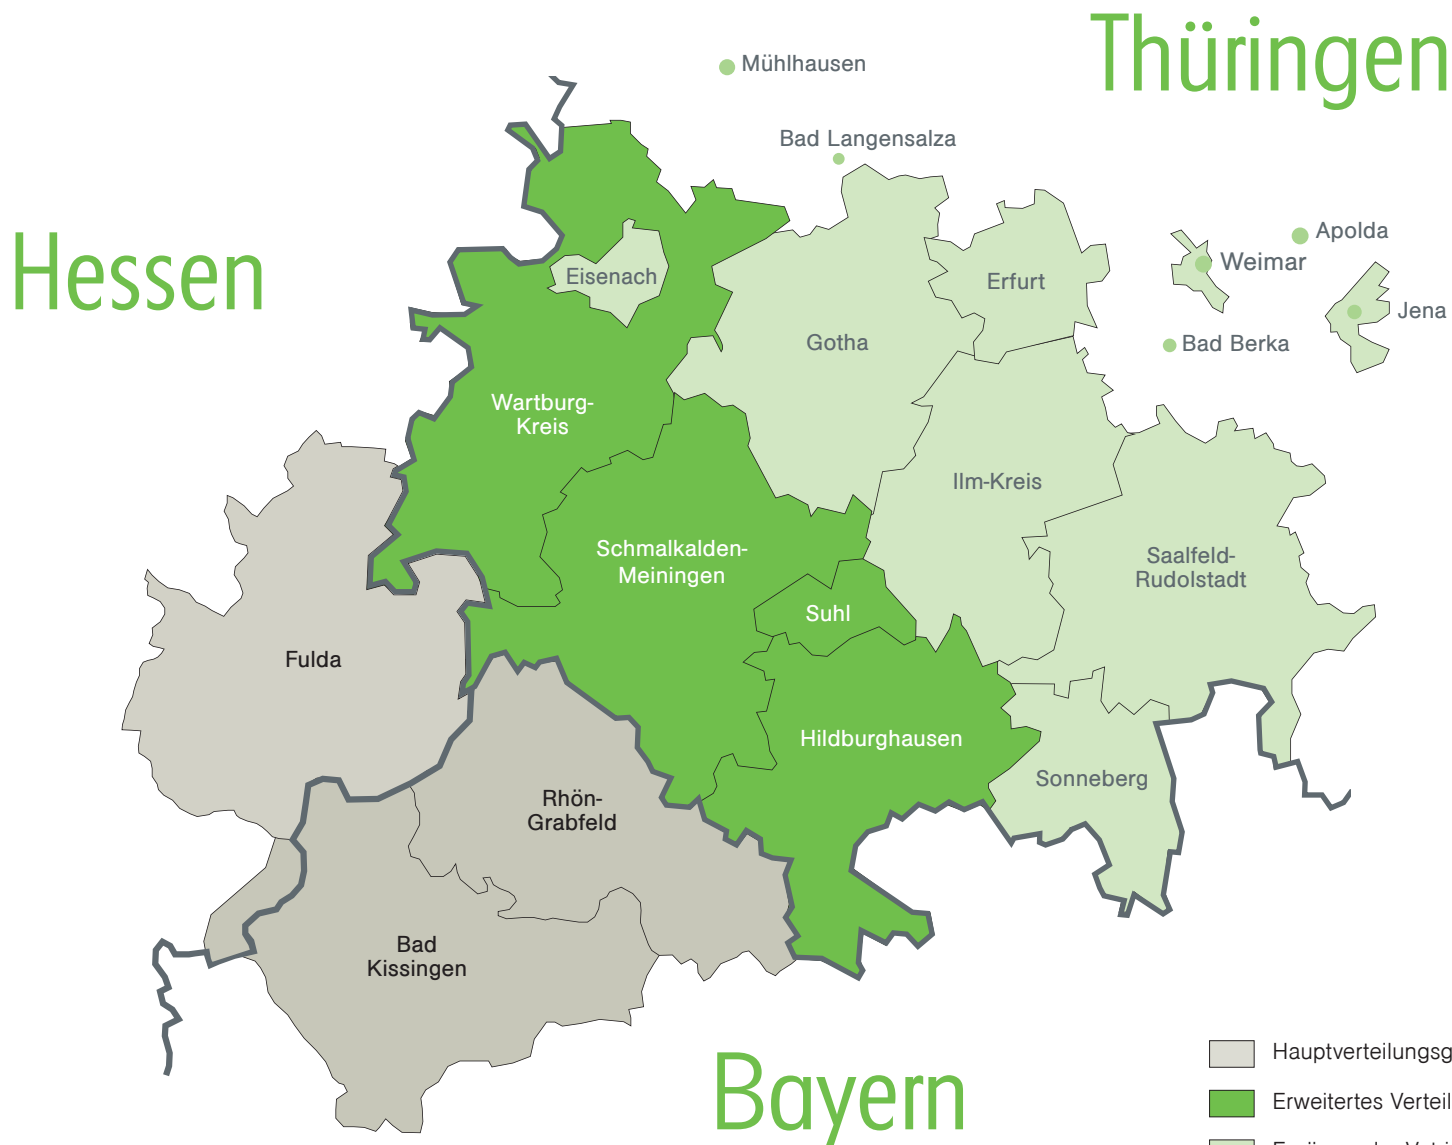 Thüringen
Mühlhausen
Bad Langensalza
Hessen
Apolda
Weimar
Eisenach
Erfurt
Jena
Gotha
Bad Berka
Wartburg-
Kreis
Ilm-Kreis
Schmalkalden-
Meiningen
Saalfeld-
Rudolstadt
Suhl
Fulda
Hildburghausen
Sonneberg
Rhön-
Grabfeld
Bad
Kissingen
Bayern
Hauptverteilungsg
Erweitertes Verteil